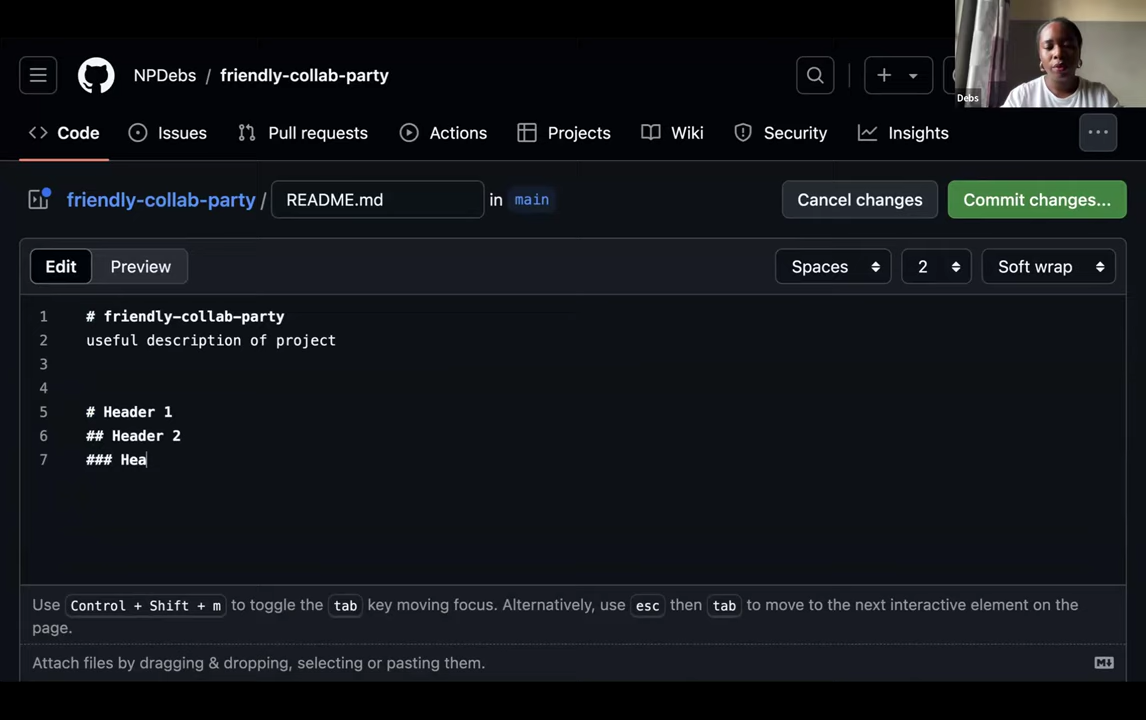 NPDebs / friendly-collab-party
Debs
Code Issues Pull requests Actions Projects Wiki Security Insights
friendly-collab-party / README.md in main Cancel changes Commit changes...
Edit Preview Spaces 2 Soft wrap
1 # friendly-collab-party
2 useful description of project
3
4
5 # Header 1
6 ## Header 2
7 ### Hea
Use Control + Shift + m to toggle the tab key moving focus. Alternatively, use esc then tab to move to the next interactive element on the
page.
Attach files by dragging & dropping, selecting or pasting them.